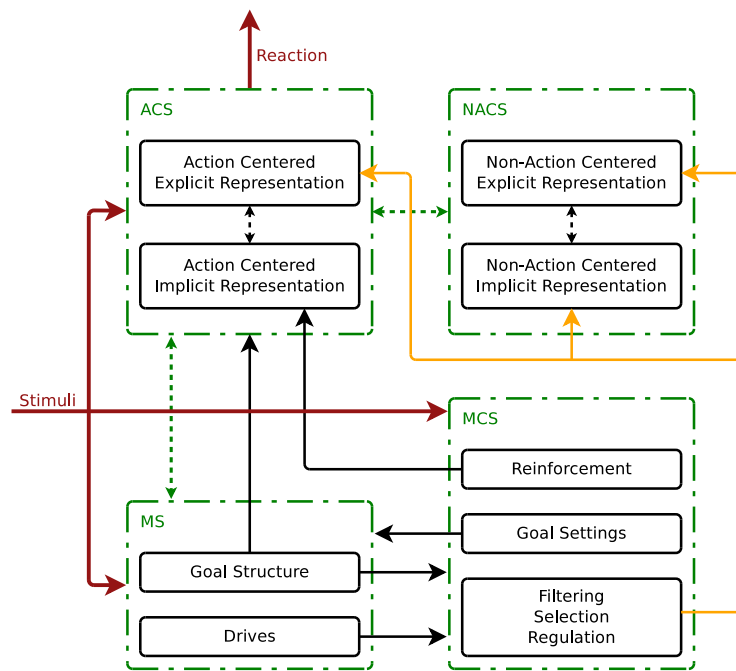 Reaction
ACS
Action Centered
Explicit Representation
Action Centered
Implicit Representation
NACS
Non-Action Centered
Explicit Representation
Non-Action Centered
Implicit Representation
Stimuli
MS
Goal Structure
Drives
MCS
Reinforcement
Goal Settings
Filtering
Selection
Regulation